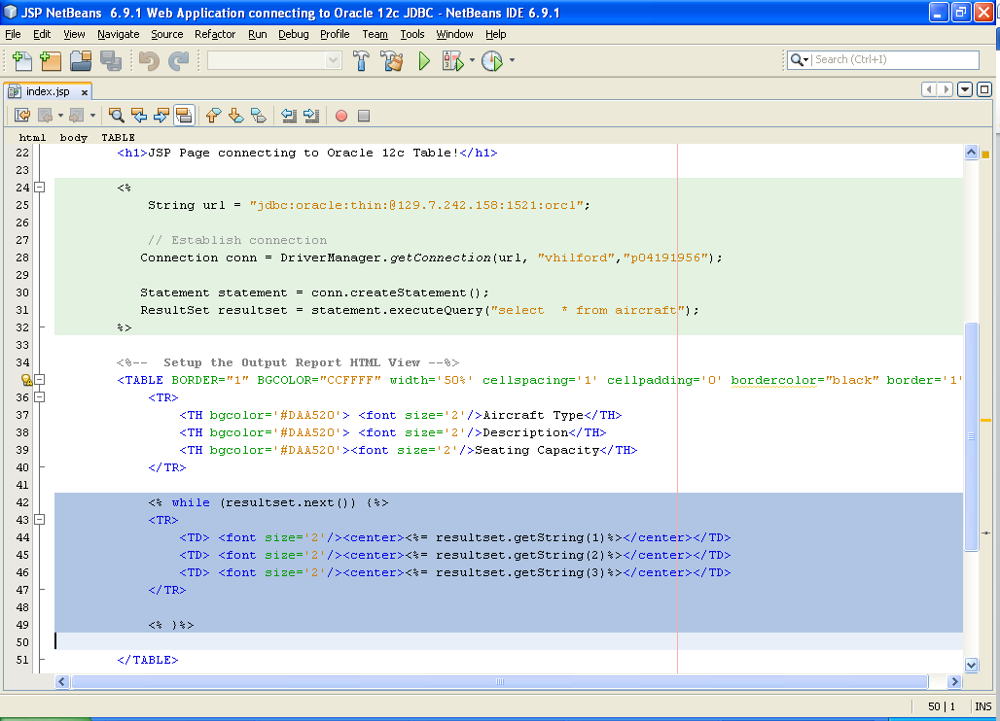 JSP NetBeans 6.9.1 Web Application connecting to Oracle 12c JDBC - NetBeans IDE 6.9.1
File Edit View Navigate Source Refactor Run Debug Profile Team Tools Window Help
Search (Ctrl+I)
index.jsp x
html body TABLE
22 <h1>JSP Page connecting to Oracle 12c Table!</h1>
23
24 <%
25 String url = "jdbc:oracle:thin:@129.7.242.158:1521:orcl";
26
27 // Establish connection
28 Connection conn = DriverManager.getConnection(url, "vhilford","p04191956");
29
30 Statement statement = conn.createStatement();
31 ResultSet resultset = statement.executeQuery("select  * from aircraft");
32 %>
33
34 <%--  Setup the Output Report HTML View --%>
<TABLE BORDER="1" BGCOLOR="CCFFFF" width='50%' cellspacing='1' cellpadding='0' bordercolor="black" border='1'
36 <TR>
37 <TH bgcolor='#DAA520'> <font size='2'/>Aircraft Type</TH>
38 <TH bgcolor='#DAA520'> <font size='2'/>Description</TH>
39 <TH bgcolor='#DAA520'><font size='2'/>Seating Capacity</TH>
40 </TR>
41
42 <% while (resultset.next()) {%>
43 <TR>
44 <TD> <font size='2'/><center><%= resultset.getString(1)%></center></TD>
45 <TD> <font size='2'/><center><%= resultset.getString(2)%></center></TD>
46 <TD> <font size='2'/><center><%= resultset.getString(3)%></center></TD>
47 </TR>
48
49 <% }%>
50
51 </TABLE>
50 | 1 INS